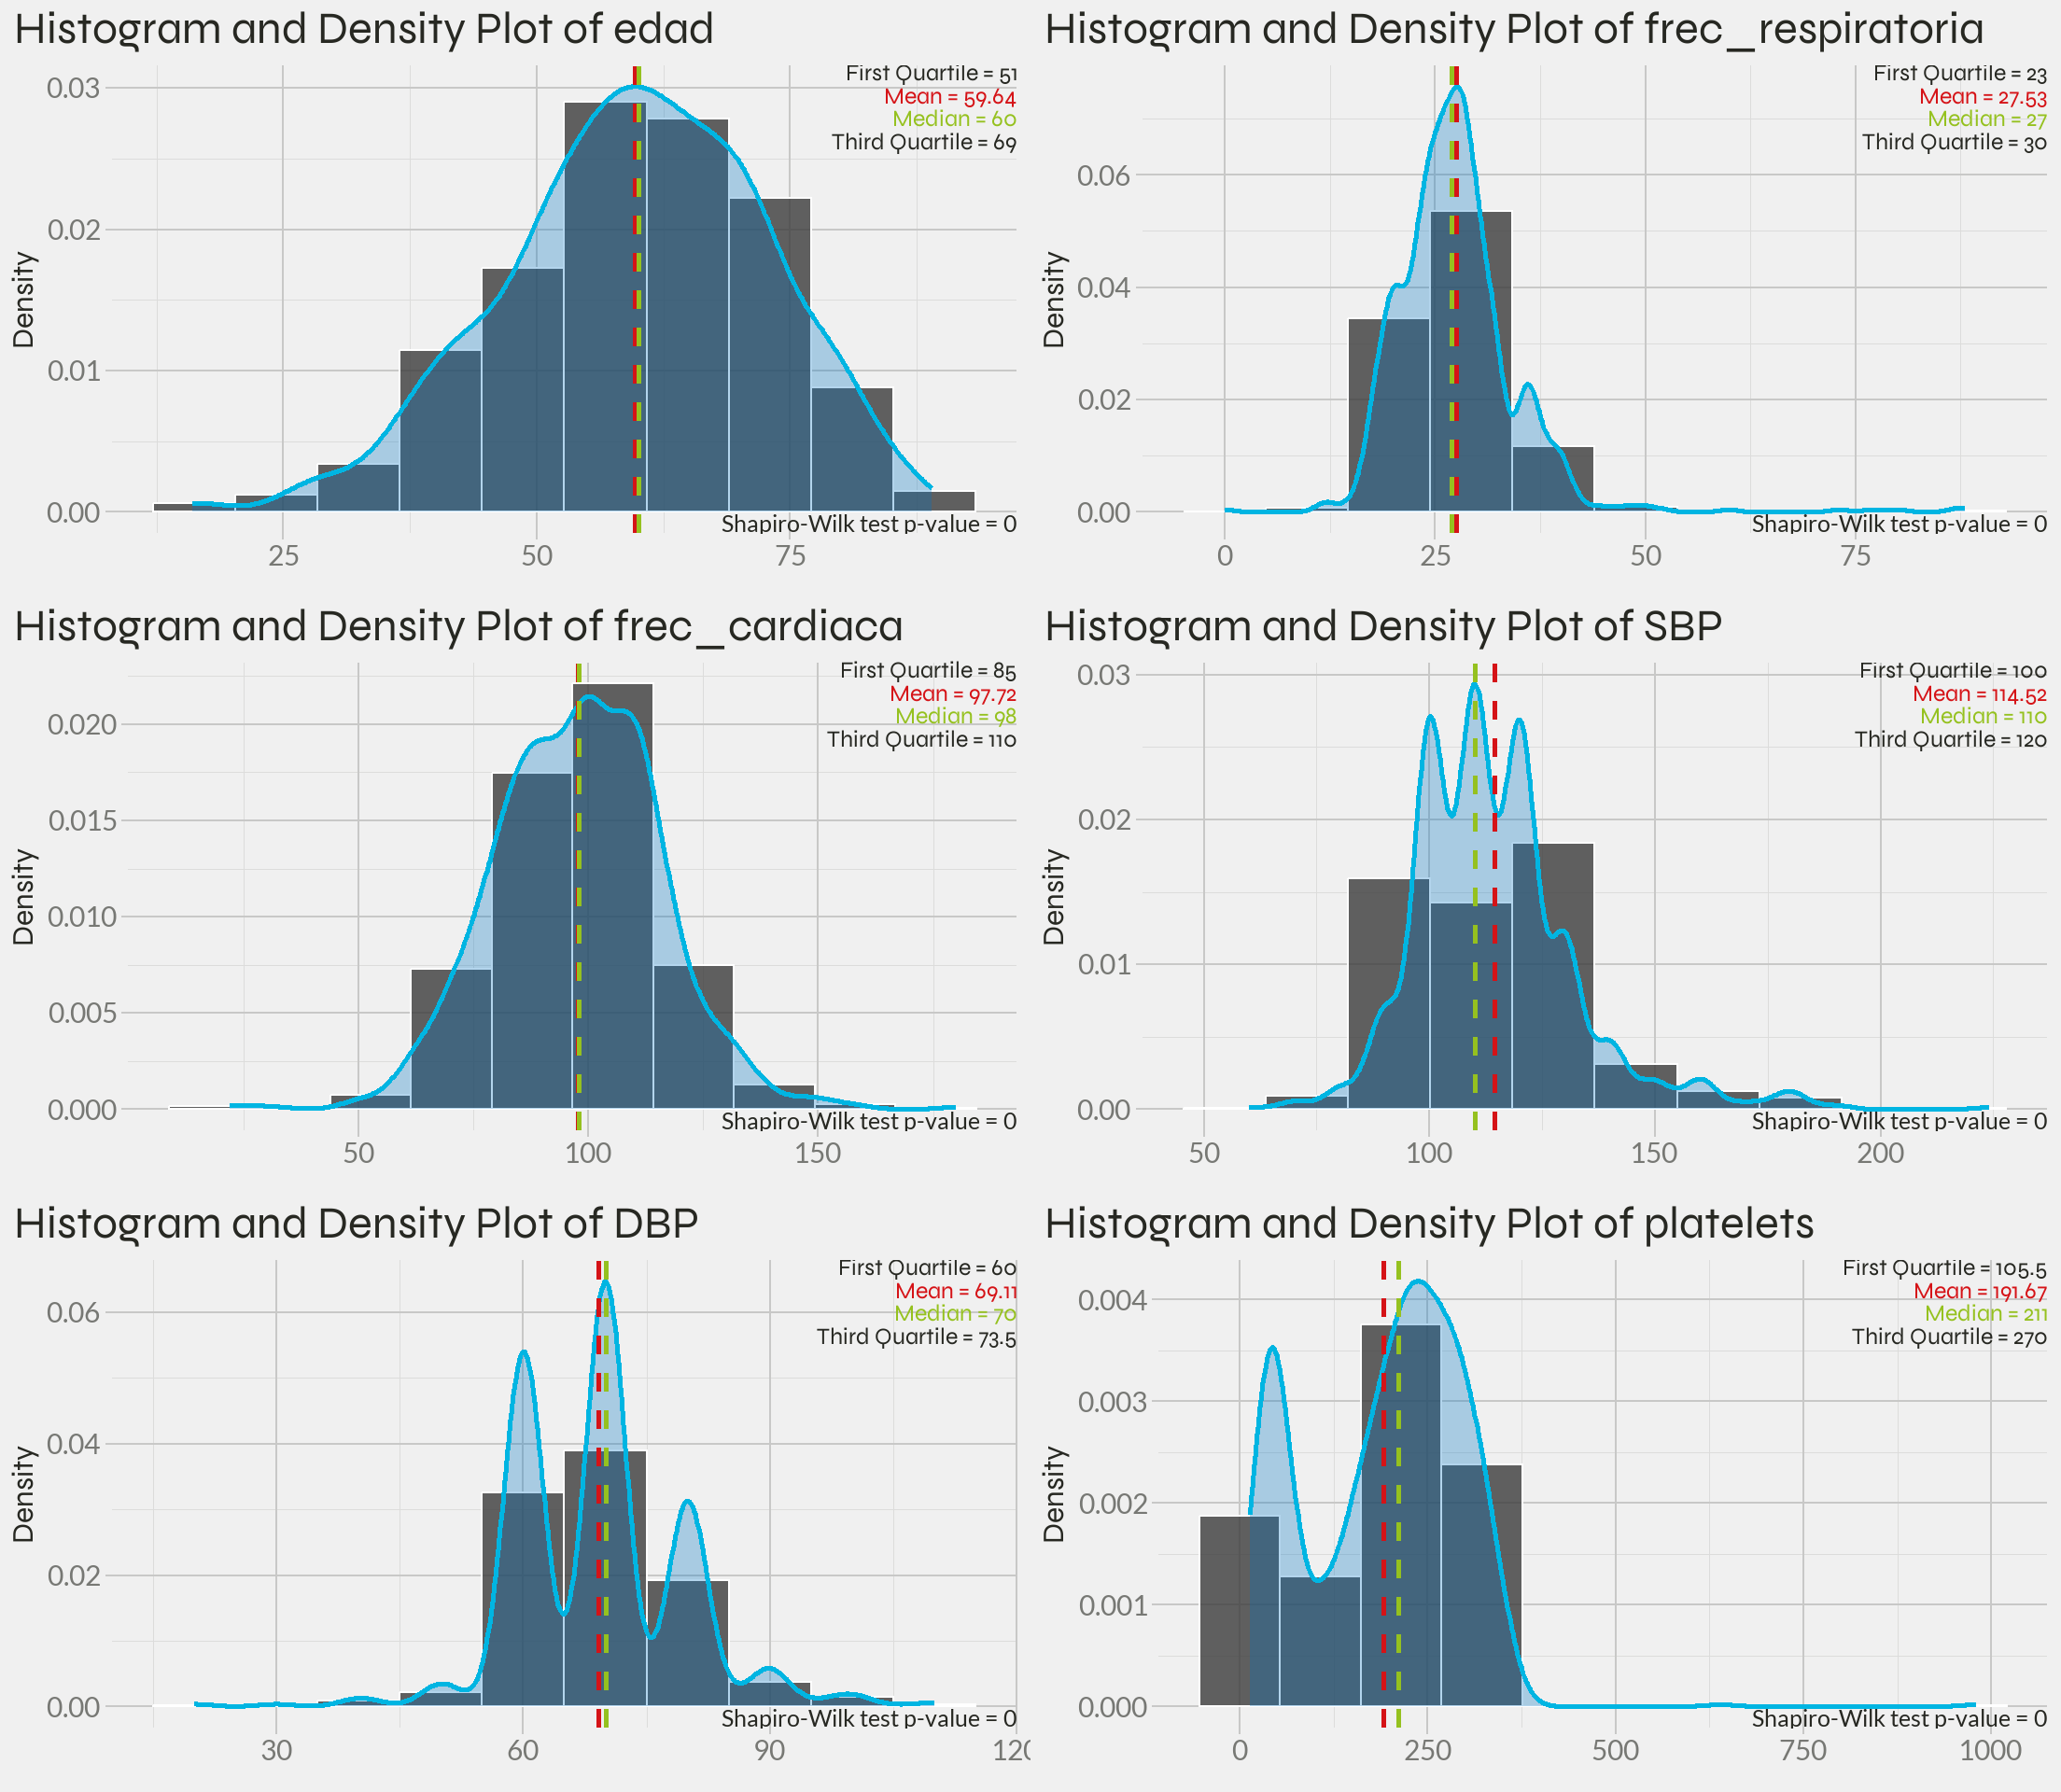 Histogram and Density Plot of edad
First Quartile = 51
Mean = 59.64
Median = 60
Third Quartile = 69
0.03
0.02
0.01
0.00
Density
Shapiro-Wilk test p-value = 0
25 50 75
Histogram and Density Plot of frec_respiratoria
First Quartile = 23
Mean = 27.53
Median = 27
Third Quartile = 30
0.06
0.04
0.02
0.00
Density
Shapiro-Wilk test p-value = 0
0 25 50 75
Histogram and Density Plot of frec_cardiaca
First Quartile = 85
Mean = 97.72
Median = 98
Third Quartile = 110
0.020
0.015
0.010
0.005
0.000
Density
Shapiro-Wilk test p-value = 0
50 100 150
Histogram and Density Plot of SBP
First Quartile = 100
Mean = 114.52
Median = 110
Third Quartile = 120
0.03
0.02
0.01
0.00
Density
Shapiro-Wilk test p-value = 0
50 100 150 200
Histogram and Density Plot of DBP
First Quartile = 60
Mean = 69.11
Median = 70
Third Quartile = 73.5
0.06
0.04
0.02
0.00
Density
Shapiro-Wilk test p-value = 0
30 60 90 120
Histogram and Density Plot of platelets
First Quartile = 105.5
Mean = 191.67
Median = 211
Third Quartile = 270
0.004
0.003
0.002
0.001
0.000
Density
Shapiro-Wilk test p-value = 0
0 250 500 750 1000